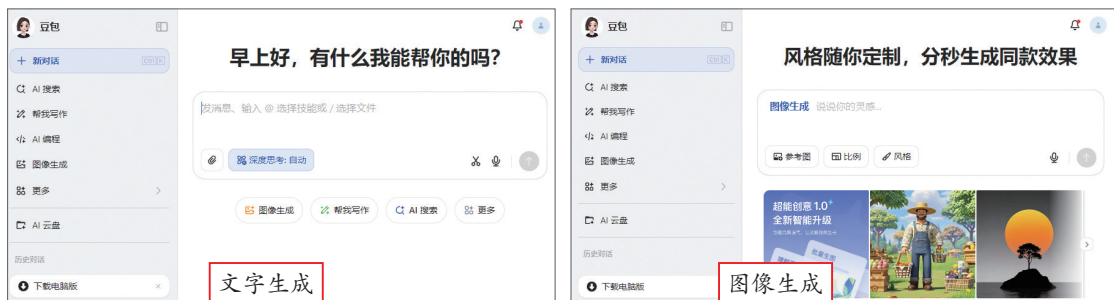 豆包
新对话
Ctrl K
AI 搜索
帮我写作
AI 编程
图像生成
更多
AI 云盘
历史对话
下载电脑版
早上好，有什么我能帮你的吗？
发消息、输入 @ 选择技能或 / 选择文件
深度思考: 自动
图像生成
帮我写作
AI 搜索
更多
文字生成
豆包
新对话
Ctrl K
AI 搜索
帮我写作
AI 编程
图像生成
更多
AI 云盘
历史对话
下载电脑版
风格随你定制，分秒生成同款效果
图像生成 说说你的灵感...
参考图
比例
风格
超能创意 1.0
全新智能升级
批量生图
图像生成